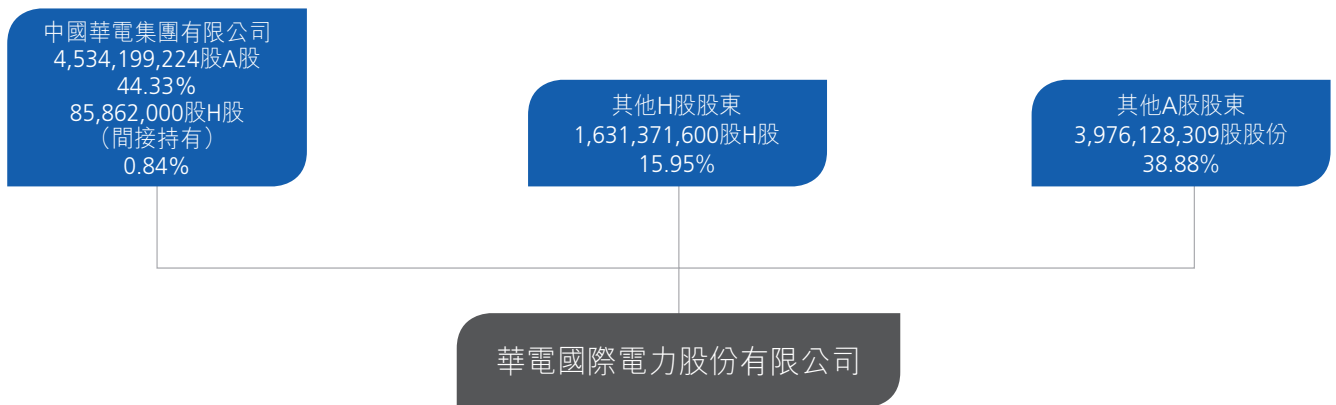 中國華電集團有限公司
4,534,199,224股A股
44.33%
85,862,000股H股
（間接持有）
0.84%
其他H股股東
1,631,371,600股H股
15.95%
其他A股股東
3,976,128,309股股份
38.88%
華電國際電力股份有限公司